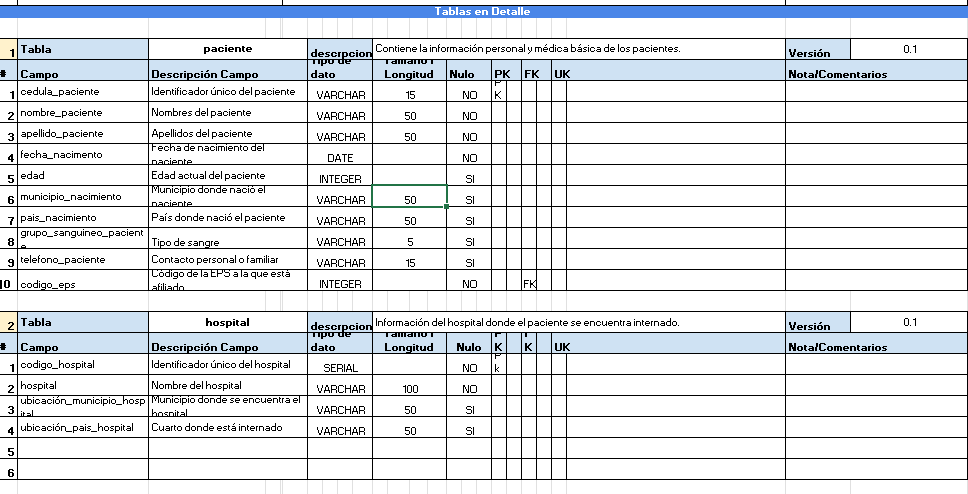 Tablas en Detalle
1 Tabla paciente descrpcion Contiene la información personal y médica básica de los pacientes. Versión 0.1
# Campo Descripción Campo Tipo de dato Longitud Nulo PK FK UK Nota/Comentarios
1 cedula_paciente Identificador único del paciente VARCHAR 15 NO PK
2 nombre_paciente Nombres del paciente VARCHAR 50 NO
3 apellido_paciente Apellidos del paciente VARCHAR 50 NO
4 fecha_nacimento Fecha de nacimiento del paciente DATE NO
5 edad Edad actual del paciente INTEGER SI
6 municipio_nacimiento Municipio donde nació el paciente VARCHAR 50 SI
7 pais_nacimiento País donde nació el paciente VARCHAR 50 SI
8 grupo_sanguineo_paciente Tipo de sangre VARCHAR 5 SI
9 telefono_paciente Contacto personal o familiar VARCHAR 15 SI
10 codigo_eps Código de la EPS a la que está afiliado INTEGER NO FK
2 Tabla hospital descrpcion Información del hospital donde el paciente se encuentra internado. Versión 0.1
# Campo Descripción Campo Tipo de dato Longitud Nulo PK K UK Nota/Comentarios
1 codigo_hospital Identificador único del hospital SERIAL NO Pk
2 hospital Nombre del hospital VARCHAR 100 NO
3 ubicación_municipio_hospital Municipio donde se encuentra el hospital VARCHAR 50 SI
4 ubicación_pais_hospital Cuarto donde está internado VARCHAR 50 SI
5
6